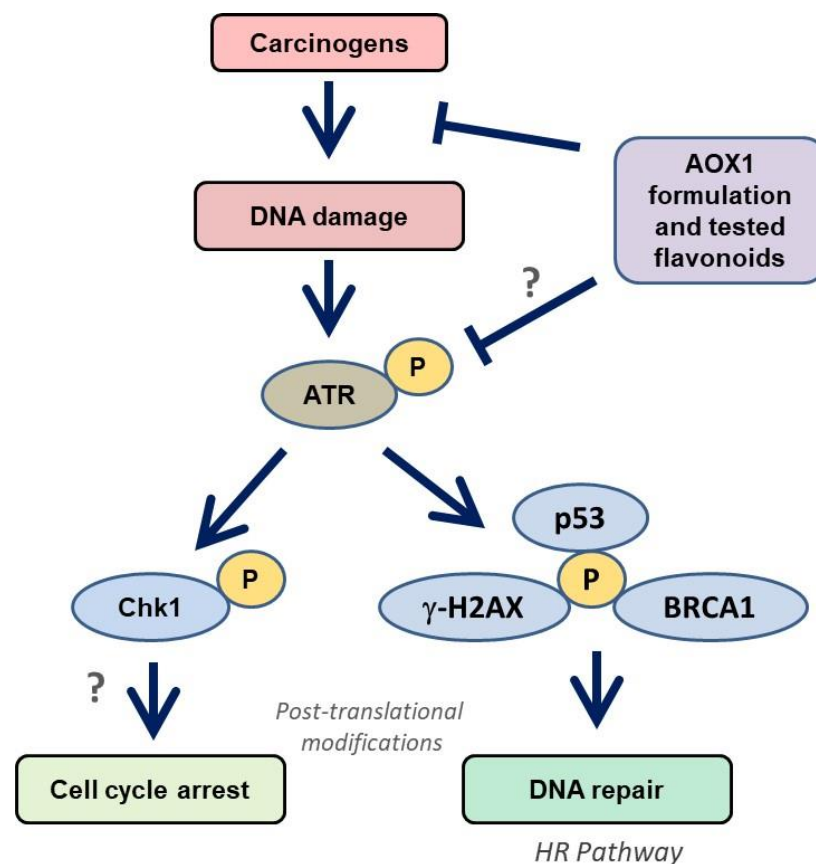 Carcinogens
AOX1
formulation
and tested
flavonoids
DNA damage
?
P
ATR
p53
P
Chk1
γ-H2AX
P
BRCA1
?
Post-translational
modifications
Cell cycle arrest
DNA repair
HR Pathway